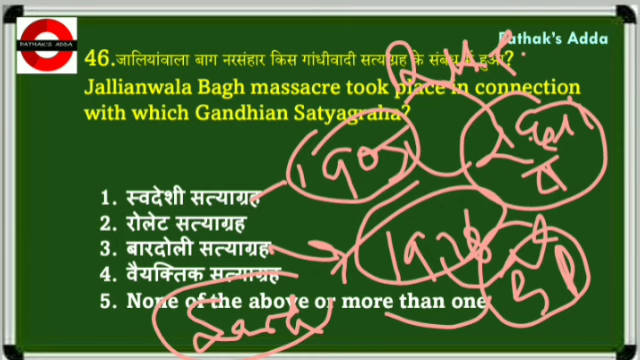 PATHAK'S ADDA
Pathak's Adda
46.जालियांवाला बाग नरसंहार किस गांधीवादी सत्याग्रह के संबंध में हुआ?
Jallianwala Bagh massacre took place in connection
with which Gandhian Satyagraha?
1. स्वदेशी सत्याग्रह
1905
2. रोलेट सत्याग्रह
3. बारदोली सत्याग्रह
1928
4. वैयक्तिक सत्याग्रह
5. None of the above or more than one